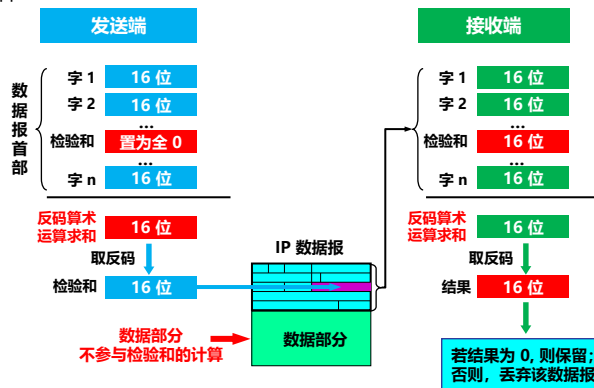 发送端
数据报首部
字 1
16 位
字 2
16 位
...
检验和
置为全 0
...
字 n
16 位
反码算术
运算求和
16 位
取反码
检验和
16 位
数据部分
不参与检验和的计算
IP 数据报
数据部分
接收端
字 1
16 位
字 2
16 位
...
检验和
16 位
...
字 n
16 位
反码算术
运算求和
16 位
取反码
结果
16 位
若结果为 0, 则保留；
否则，丢弃该数据报